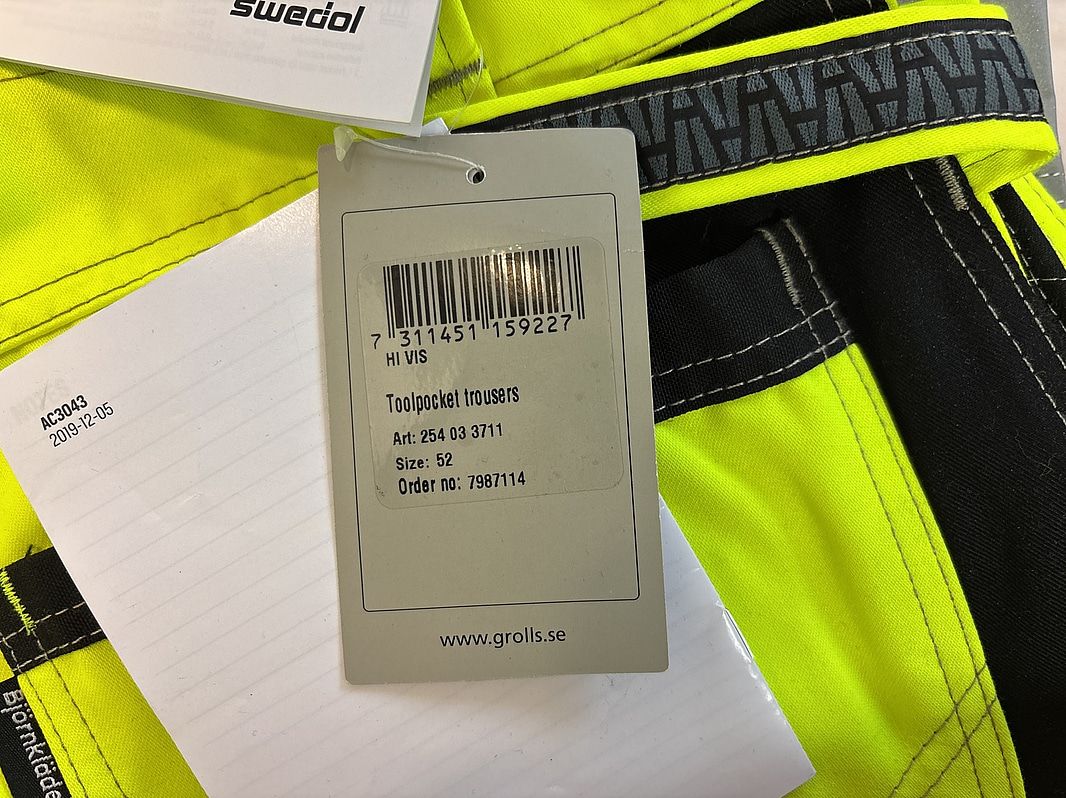 swedol
7 311451 159227
HI VIS
Toolpocket trousers
Art: 254 03 3711
Size: 52
Order no: 7987114
www.grolls.se
AC3043
2019-12-05
Björnkläde